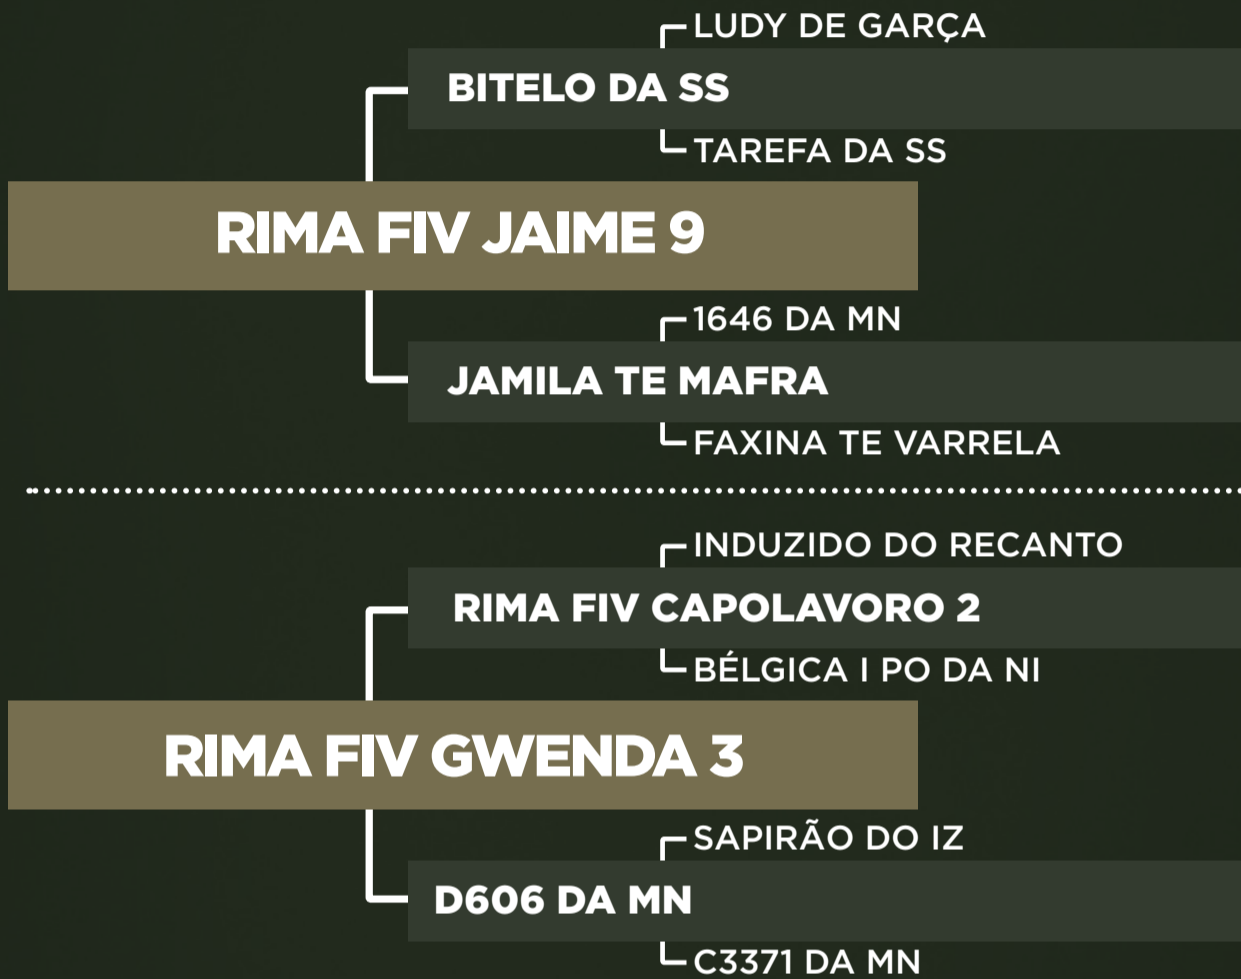 LUDY DE GARÇA
BITELO DA SS
TAREFA DA SS
RIMA FIV JAIME 9
1646 DA MN
JAMILA TE MAFRA
FAXINA TE VARRELA
INDUZIDO DO RECANTO
RIMA FIV CAPOLAVORO 2
BÉLGICA I PO DA NI
RIMA FIV GWENDA 3
SAPIRÃO DO IZ
D606 DA MN
C3371 DA MN